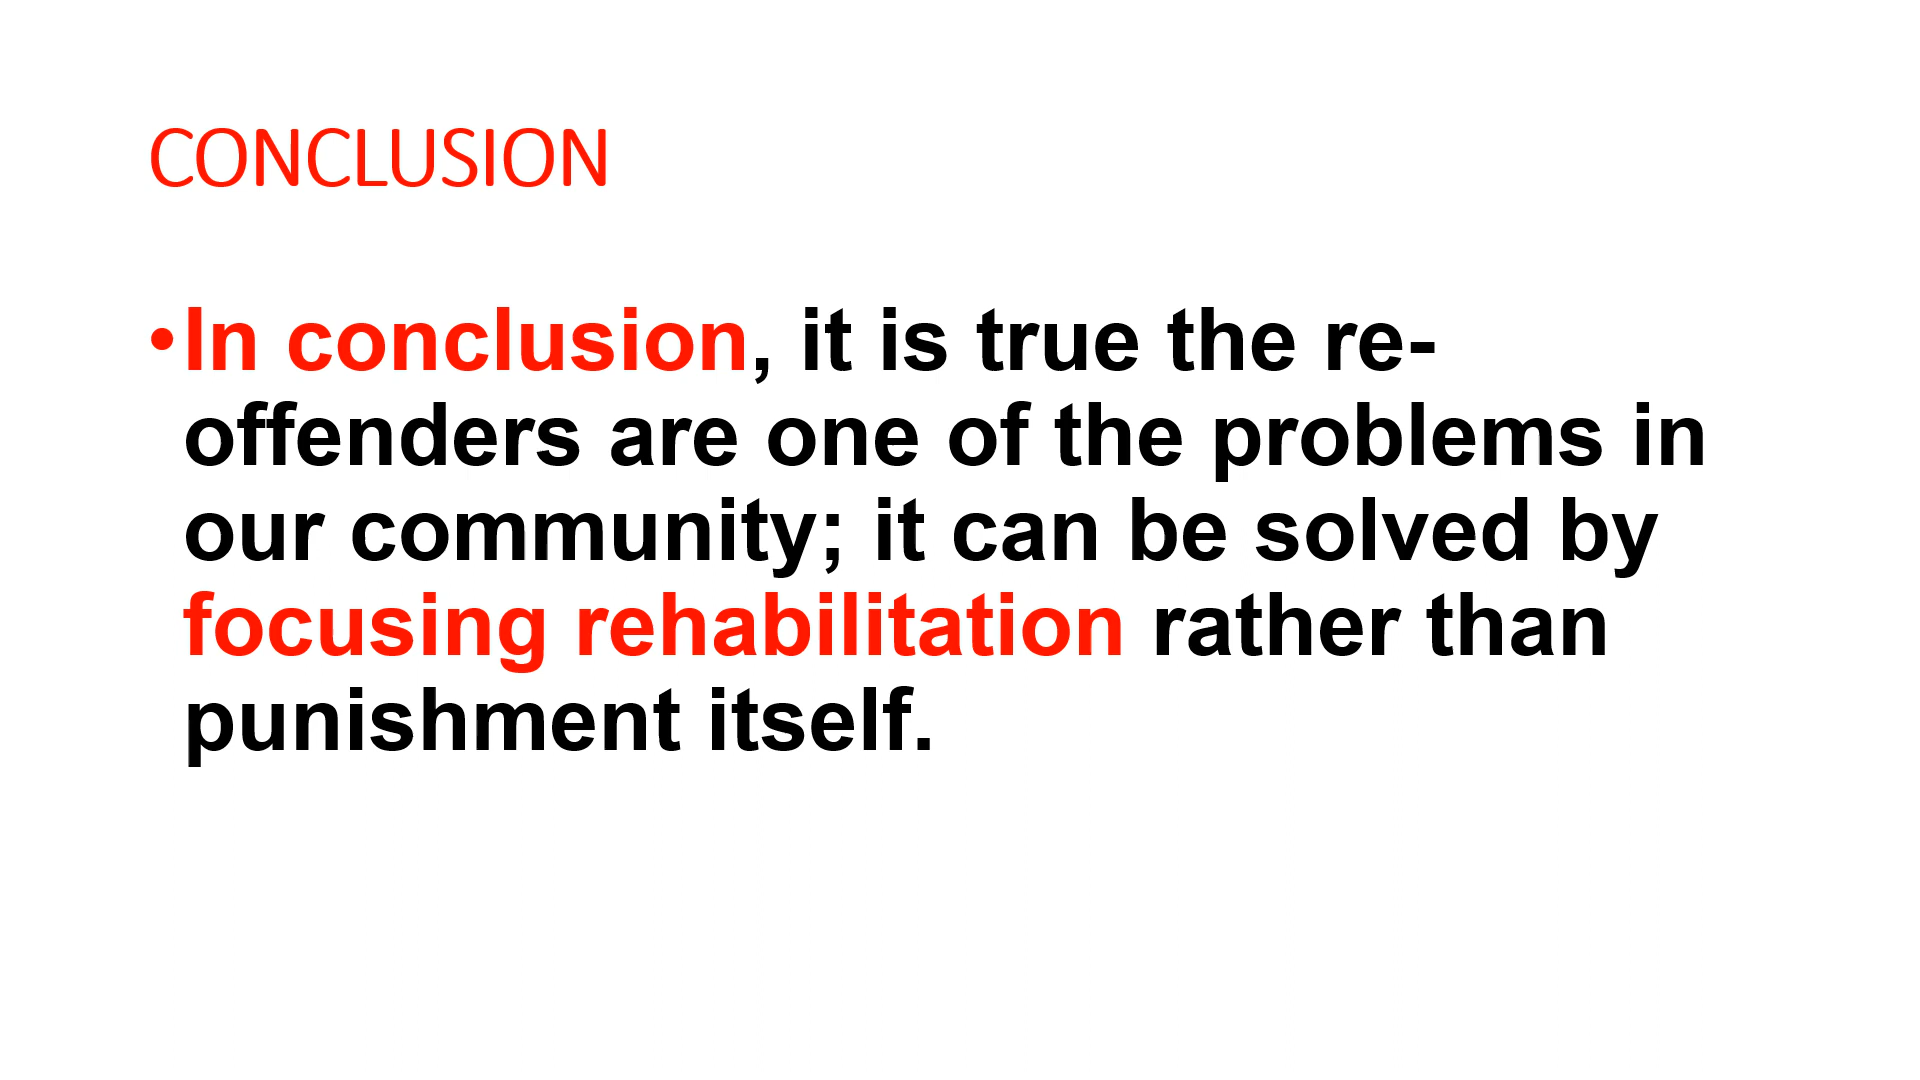 CONCLUSION
•In conclusion, it is true the re-
offenders are one of the problems in
our community; it can be solved by
focusing rehabilitation rather than
punishment itself.